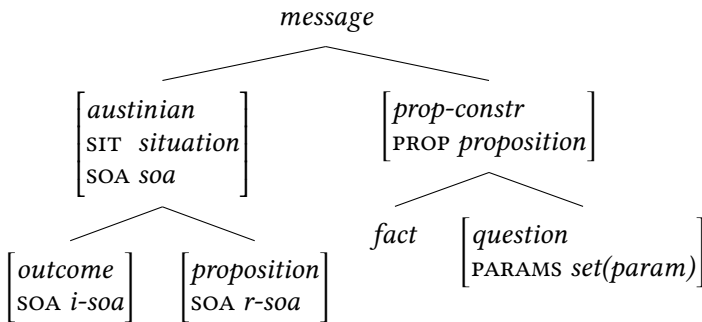 message
austinian
SIT situation
SOA soa
prop-constr
PROP proposition
outcome
SOA i-soa
proposition
SOA r-soa
fact
question
PARAMS set(param)